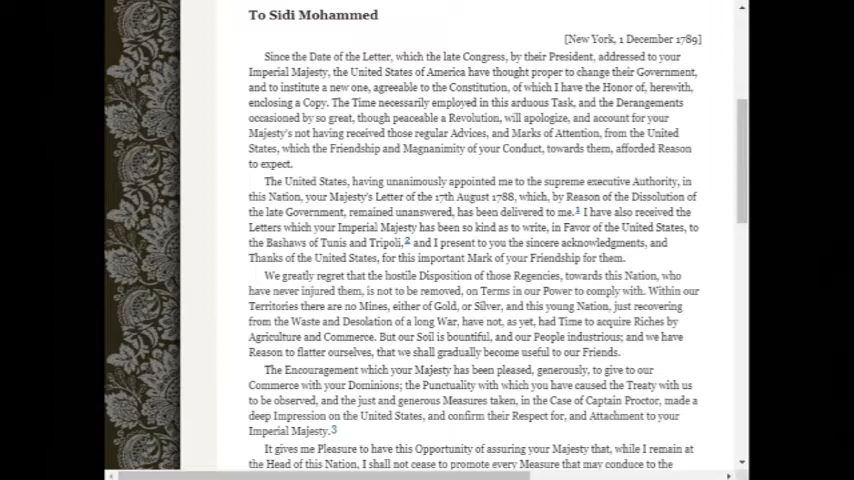 To Sidi Mohammed
[New York, 1 December 1789]
Since the Date of the Letter, which the late Congress, by their President, addressed to your
Imperial Majesty, the United States of America have thought proper to change their Government,
and to institute a new one, agreeable to the Constitution, of which I have the Honor of, herewith,
enclosing a Copy. The Time necessarily employed in this arduous Task, and the Derangements
occasioned by so great, though peaceable a Revolution, will apologize, and account for your
Majesty's not having received those regular Advices, and Marks of Attention, from the United
States, which the Friendship and Magnanimity of your Conduct, towards them, afforded Reason
to expect.
The United States, having unanimously appointed me to the supreme executive Authority, in
this Nation, your Majesty's Letter of the 17th August 1788, which, by Reason of the Dissolution of
the late Government, remained unanswered, has been delivered to me.1 I have also received the
Letters which your Imperial Majesty has been so kind as to write, in Favor of the United States, to
the Bashaws of Tunis and Tripoli,2 and I present to you the sincere acknowledgments, and
Thanks of the United States, for this important Mark of your Friendship for them.
We greatly regret that the hostile Disposition of those Regencies, towards this Nation, who
have never injured them, is not to be removed, on Terms in our Power to comply with. Within our
Territories there are no Mines, either of Gold, or Silver, and this young Nation, just recovering
from the Waste and Desolation of a long War, have not, as yet, had Time to acquire Riches by
Agriculture and Commerce. But our Soil is bountiful, and our People industrious; and we have
Reason to flatter ourselves, that we shall gradually become useful to our Friends.
The Encouragement which your Majesty has been pleased, generously, to give to our
Commerce with your Dominions; the Punctuality with which you have caused the Treaty with us
to be observed, and the just and generous Measures taken, in the Case of Captain Proctor, made a
deep Impression on the United States, and confirm their Respect for, and Attachment to your
Imperial Majesty.3
It gives me Pleasure to have this Opportunity of assuring your Majesty that, while I remain at
the Head of this Nation, I shall not cease to promote every Measure that may conduce to the